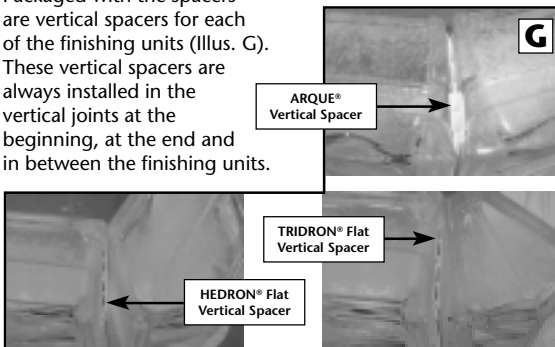 Packaged with the spacers
are vertical spacers for each
of the finishing units (Illus. G).
These vertical spacers are
always installed in the
vertical joints at the
beginning, at the end and
in between the finishing units.
G
ARQUE®
Vertical Spacer
TRIDRON® Flat
Vertical Spacer
HEDRON® Flat
Vertical Spacer